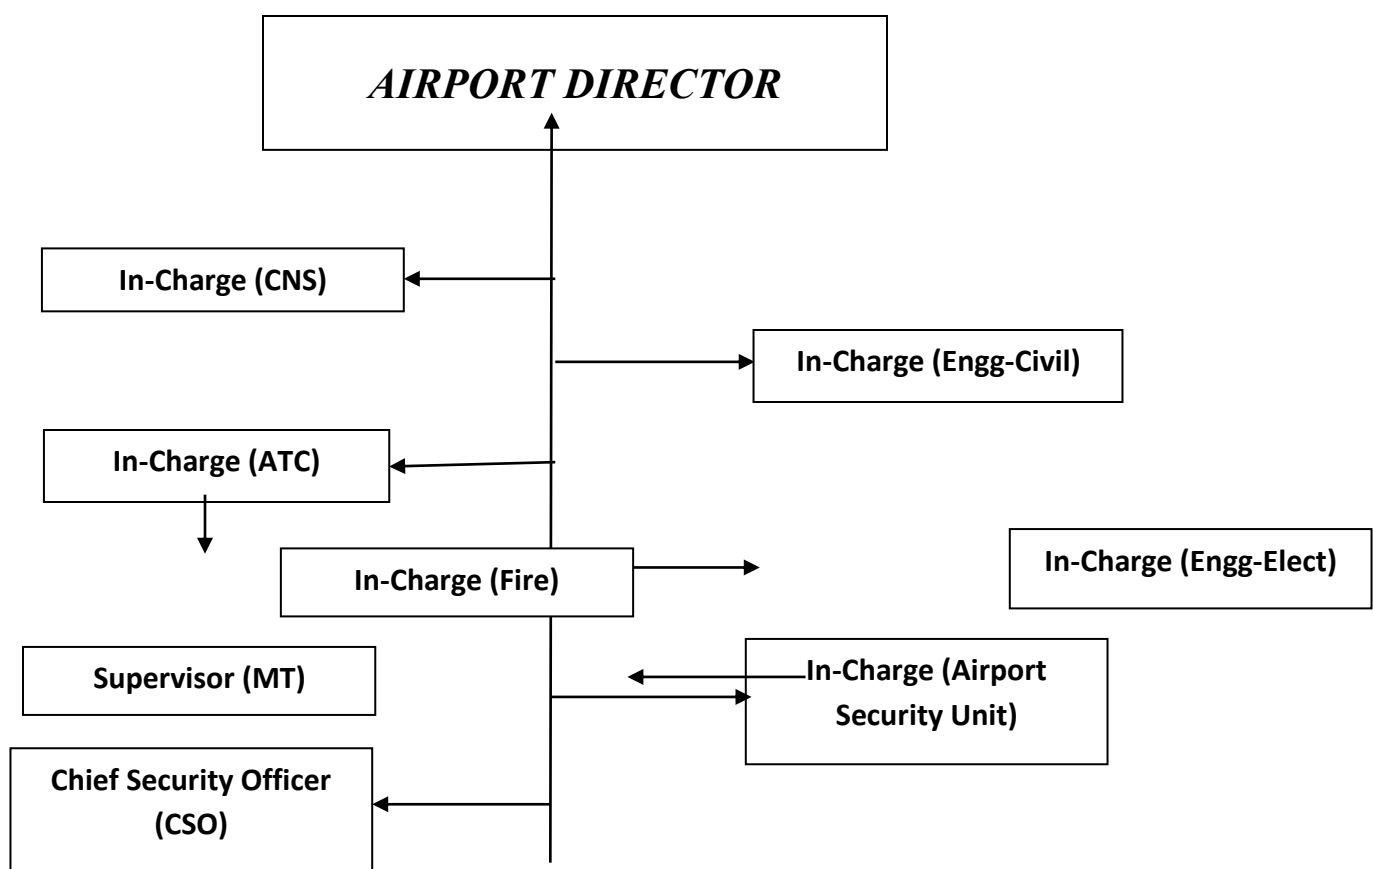 AIRPORT DIRECTOR
In-Charge (CNS)
In-Charge (Engg-Civil)
In-Charge (ATC)
In-Charge (Engg-Elect)
In-Charge (Fire)
Supervisor (MT)
In-Charge (Airport
Security Unit)
Chief Security Officer
(CSO)